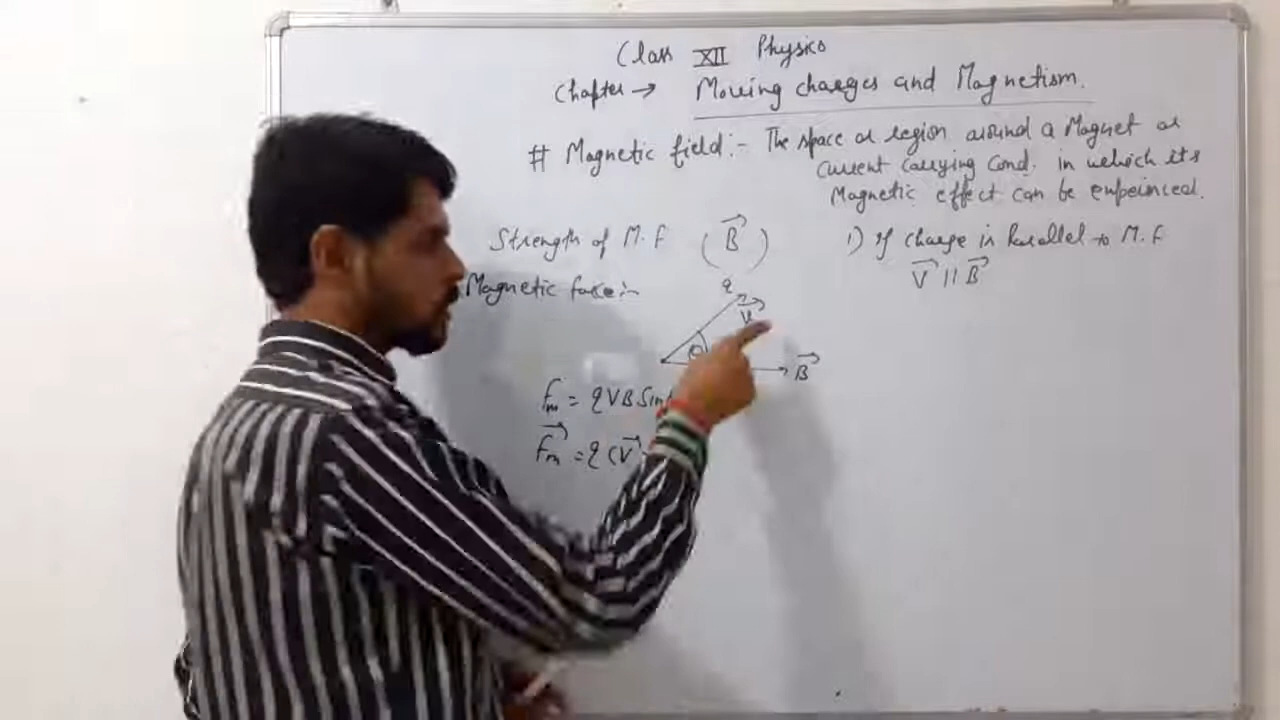 Class XII Physics
Chapter → Moving charges and Magnetism.
# Magnetic field:- The space or region around a Magnet or
current carrying cond. in which its
Magnetic effect can be expeinced.
Strength of M.F (B⃗)
1) If charge is Parallel to M.F
V⃗ || B⃗
Magnetic force:-
q
V⃗
θ
B⃗
Fm = qVB Sin
F⃗m = q(V⃗